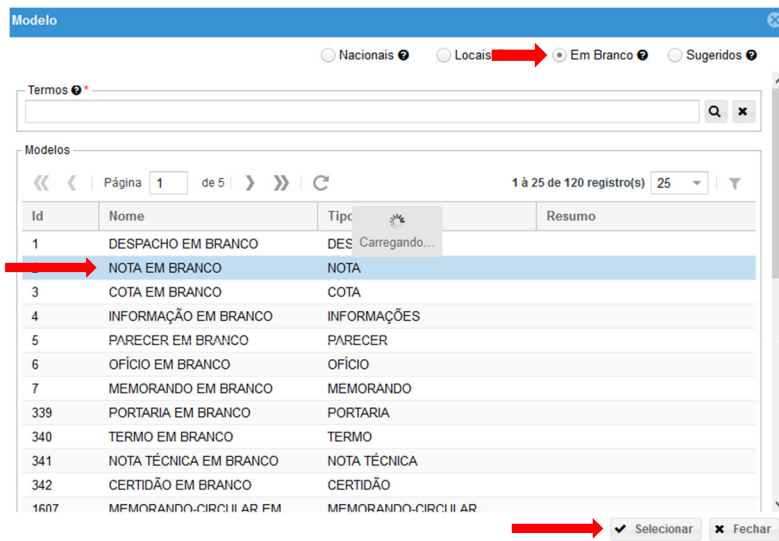 Modelo
Nacionais Locais Em Branco Sugeridos
Termos *
Modelos
Página 1 de 5 1 à 25 de 120 registro(s) 25
Id Nome Tipo Resumo
Carregando...
1 DESPACHO EM BRANCO
NOTA EM BRANCO NOTA
3 COTA EM BRANCO COTA
4 INFORMAÇÃO EM BRANCO INFORMAÇÕES
5 PARECER EM BRANCO PARECER
6 OFÍCIO EM BRANCO OFÍCIO
7 MEMORANDO EM BRANCO MEMORANDO
339 PORTARIA EM BRANCO PORTARIA
340 TERMO EM BRANCO TERMO
341 NOTA TÉCNICA EM BRANCO NOTA TÉCNICA
342 CERTIDÃO EM BRANCO CERTIDÃO
1607 MEMORANDO-CIRCULAR EM MEMORANDO-CIRCULAR
Selecionar Fechar